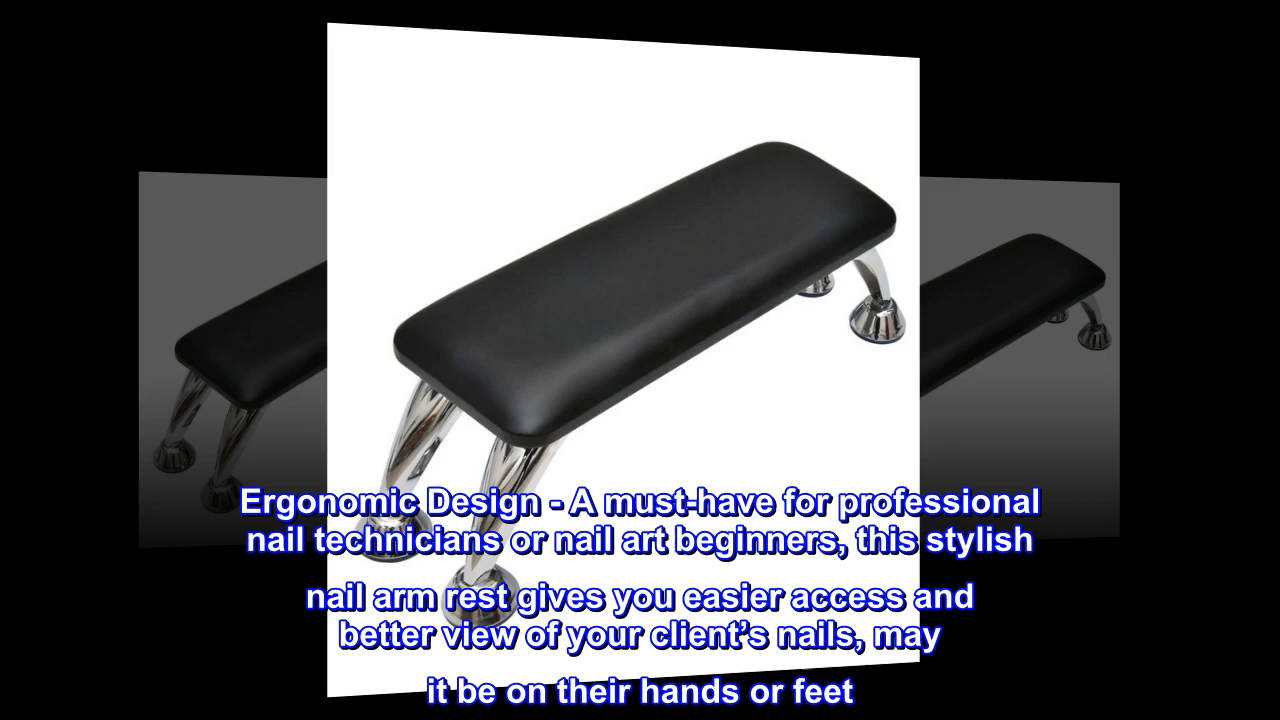 Ergonomic Design - A must-have for professional
nail technicians or nail art beginners, this stylish
nail arm rest gives you easier access and
better view of your client’s nails, may
it be on their hands or feet